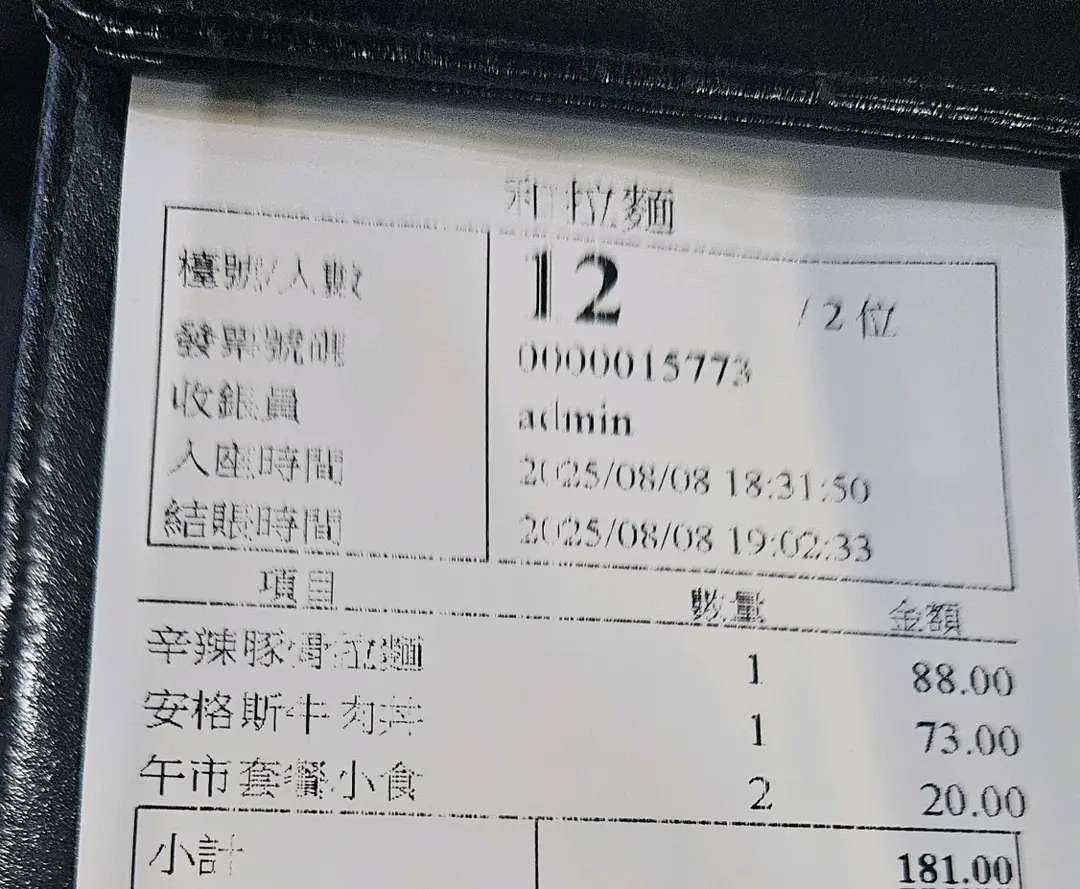 利拉麵
檯號/人數 12 / 2 位
發單號碼 0000015773
收銀員 admin
入座時間 2025/08/08 18:31:50
結賬時間 2025/08/08 19:02:33
項目 數量 金額
辛辣豚骨拉麵 1 88.00
安格斯牛肉丼 1 73.00
午市套餐小食 2 20.00
小計 181.00